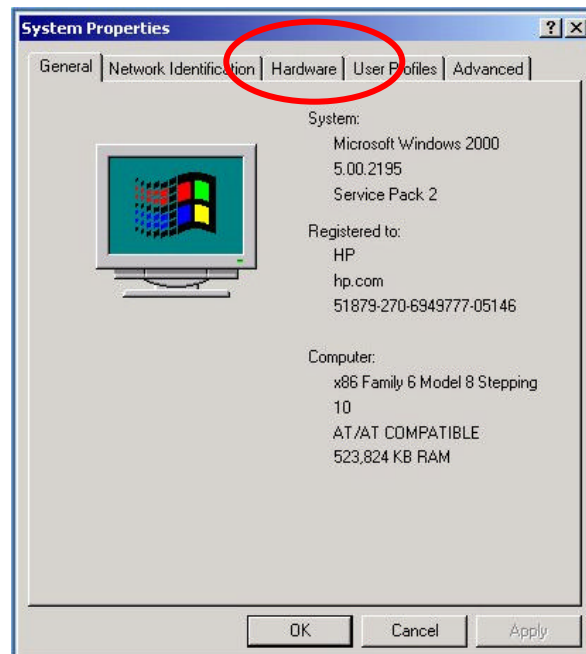 System Properties
General Network Identification Hardware User Profiles Advanced
System:
Microsoft Windows 2000
5.00.2195
Service Pack 2
Registered to:
HP
hp.com
51879-270-6949777-05146
Computer:
x86 Family 6 Model 8 Stepping
10
AT/AT COMPATIBLE
523,824 KB RAM
OK Cancel Apply